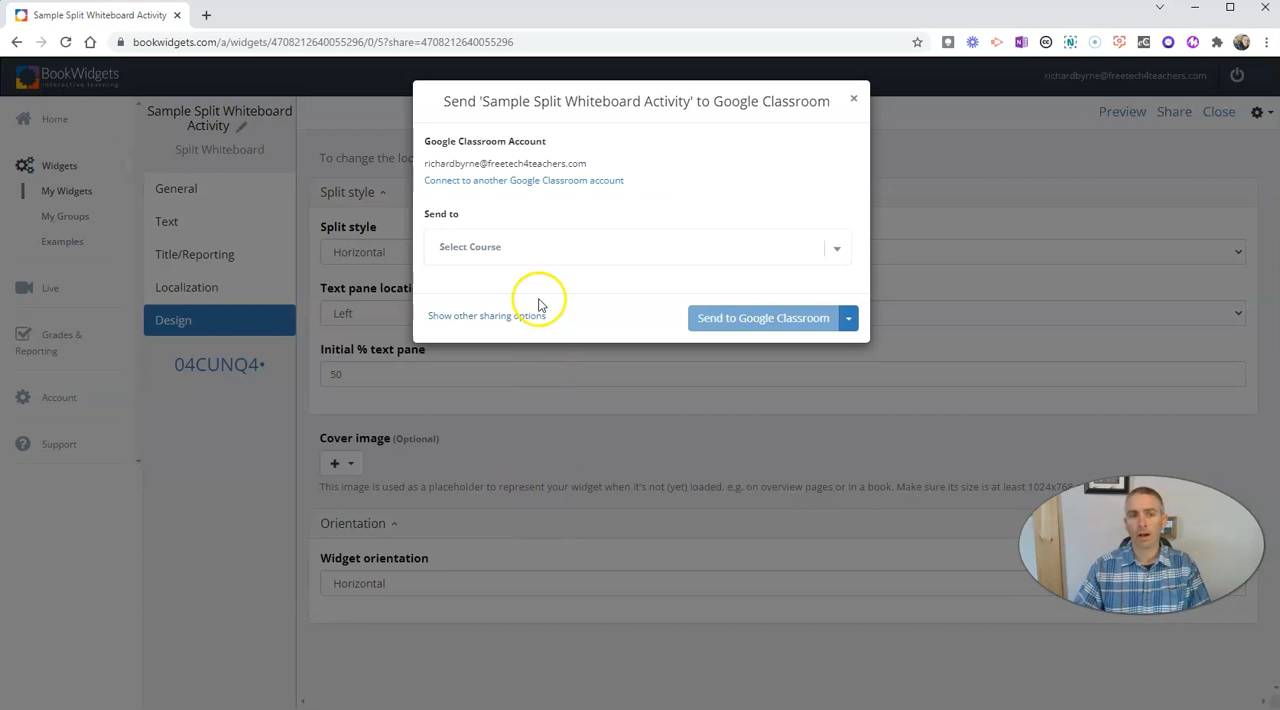 Sample Split Whiteboard Activity
bookwidgets.com/a/widgets/4708212640055296/0/5?share=4708212640055296
BookWidgets
interactive learning
richardbyrne@freetech4teachers.com
Home
Widgets
My Widgets
My Groups
Examples
Live
Grades &
Reporting
Account
Support
Sample Split Whiteboard
Activity
Split Whiteboard
General
Text
Title/Reporting
Localization
Design
04CUNQ4•
Preview
Share
Close
To change the loc
Split style
Split style
Horizontal
Text pane locati
Left
Initial % text pane
50
Cover image (Optional)
This image is used as a placeholder to represent your widget when it's not (yet) loaded. e.g. on overview pages or in a book. Make sure its size is at least 1024x768
Orientation
Widget orientation
Horizontal
Send 'Sample Split Whiteboard Activity' to Google Classroom
Google Classroom Account
richardbyrne@freetech4teachers.com
Connect to another Google Classroom account
Send to
Select Course
Show other sharing options
Send to Google Classroom